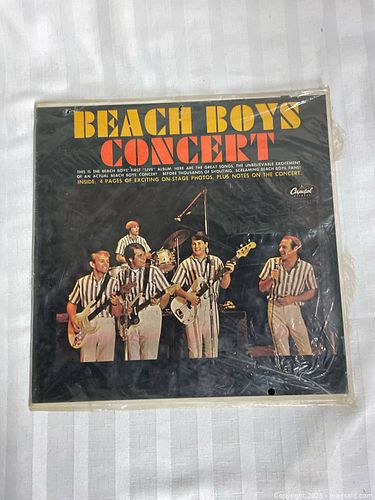 BEACH BOYS
CONCERT
THIS IS THE BEACH BOYS' FIRST "LIVE" ALBUM. HERE ARE THE GREAT SONGS, THE UNBELIEVABLE EXCITEMENT
OF AN ACTUAL BEACH BOYS CONCERT BEFORE THOUSANDS OF SHOUTING, SCREAMING BEACH BOYS FANS!
INSIDE: 4 PAGES OF EXCITING ON-STAGE PHOTOS, PLUS NOTES ON THE CONCERT.
Capitol